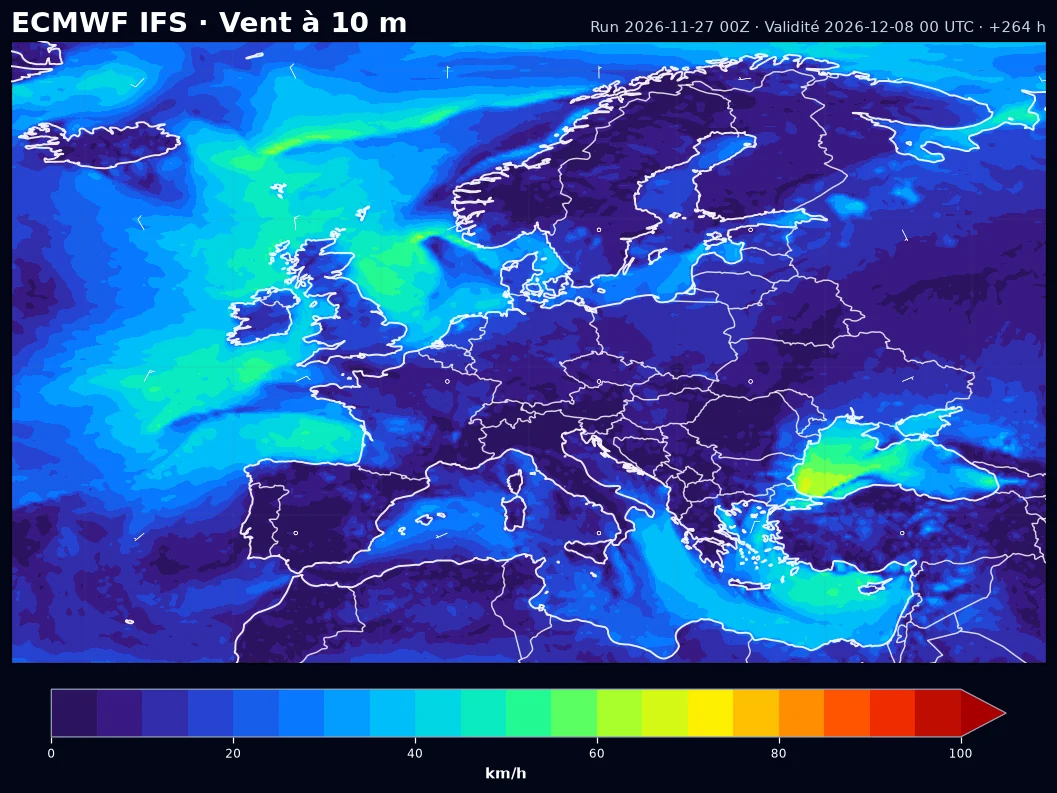 ECMWF IFS · Vent à 10 m
Run 2026-11-27 00Z · Validité 2026-12-08 00 UTC · +264 h
0 20 40 60 80 100
km/h